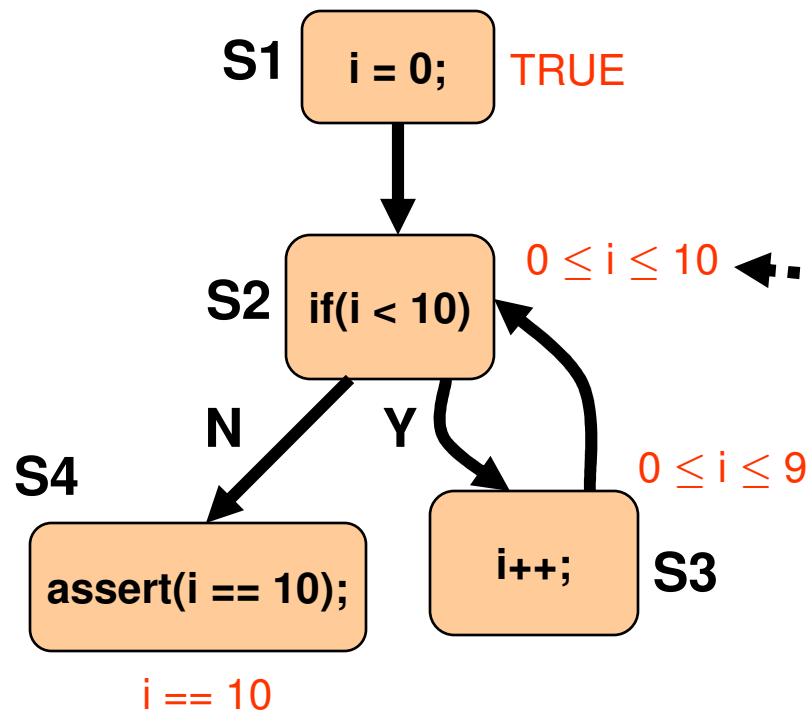 S1
i = 0;
TRUE
S2
if(i < 10)
0 ≤ i ≤ 10
N
Y
0 ≤ i ≤ 9
S4
assert(i == 10);
i++;
S3
i == 10